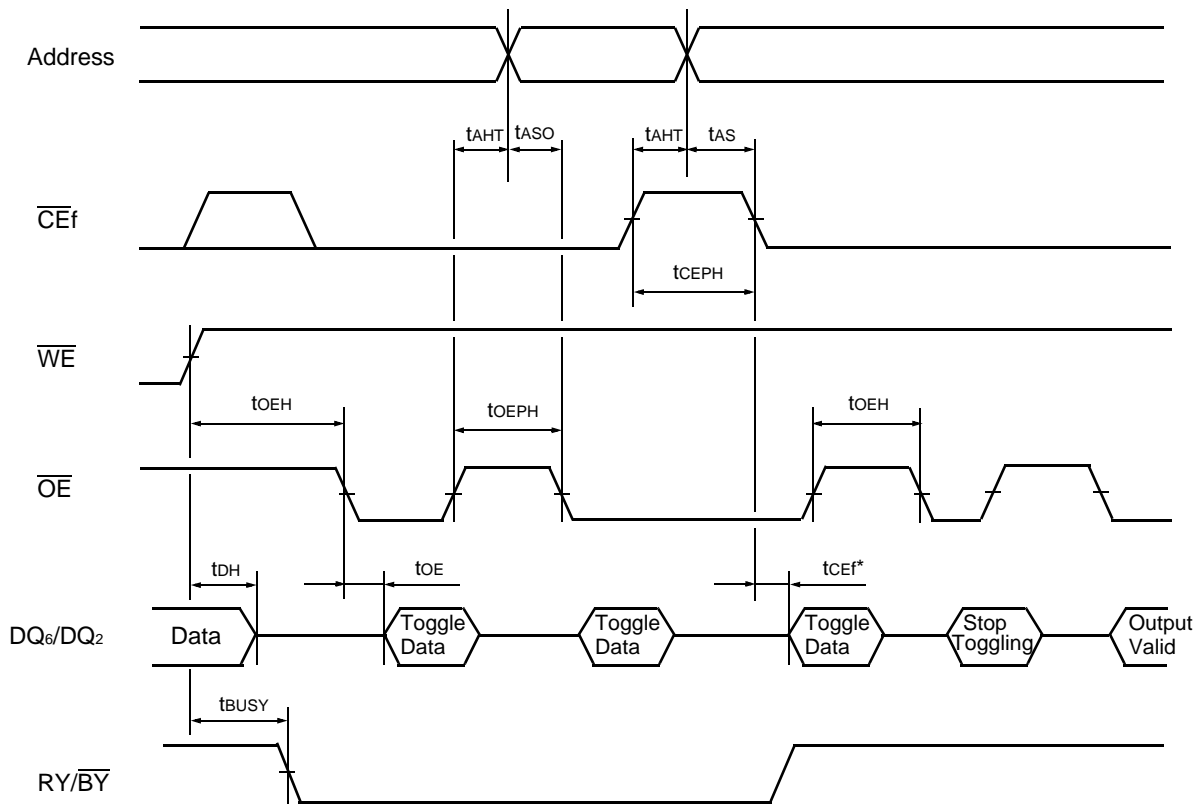 Address
tAHT tASO tAHT tAS
CEf
tCEPH
WE
tOEH tOEPH tOEH
OE
tDH tOE tCEf*
DQ6/DQ2 Data Toggle Data Toggle Data Toggle Data Stop Toggling Output Valid
tBUSY
RY/BY